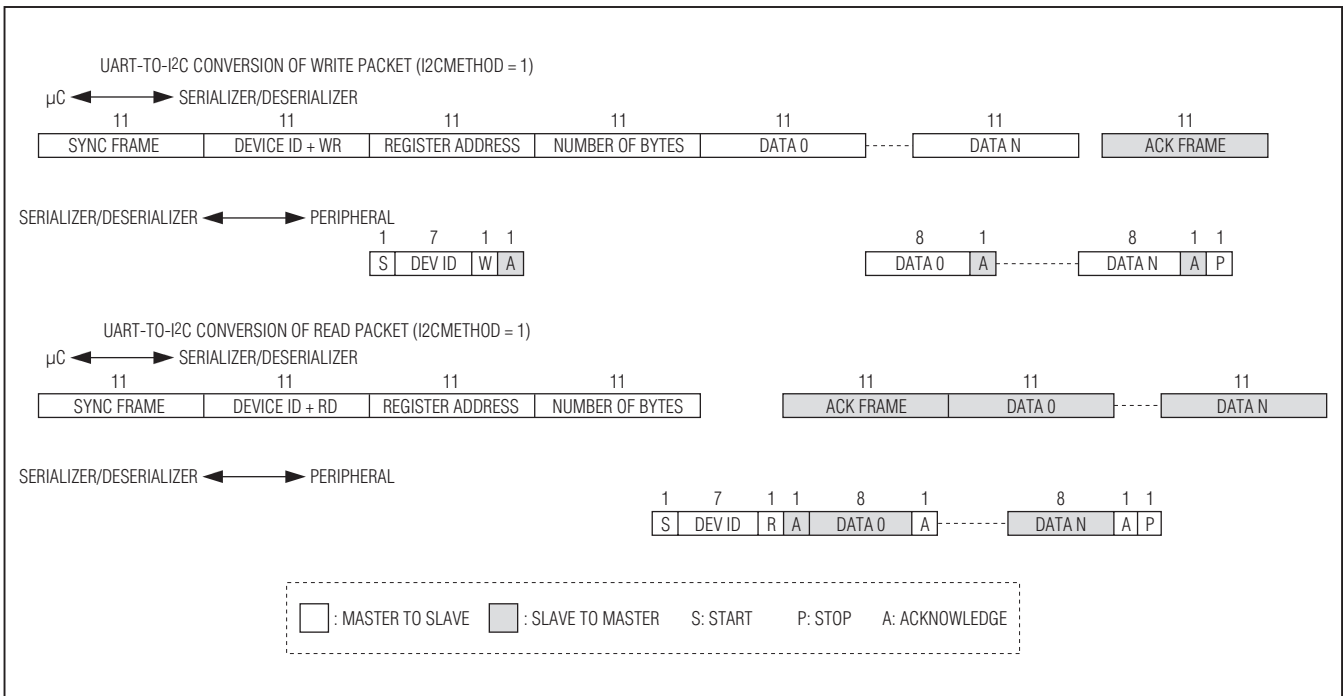 UART-TO-I2C CONVERSION OF WRITE PACKET (I2CMETHOD = 1)
µC SERIALIZER/DESERIALIZER
11 11 11 11 11 11 11
SYNC FRAME DEVICE ID + WR REGISTER ADDRESS NUMBER OF BYTES DATA 0 DATA N ACK FRAME
SERIALIZER/DESERIALIZER PERIPHERAL
1 7 1 1 8 1 8 1 1
S DEV ID W A DATA 0 A DATA N A P
UART-TO-I2C CONVERSION OF READ PACKET (I2CMETHOD = 1)
µC SERIALIZER/DESERIALIZER
11 11 11 11 11 11 11
SYNC FRAME DEVICE ID + RD REGISTER ADDRESS NUMBER OF BYTES ACK FRAME DATA 0 DATA N
SERIALIZER/DESERIALIZER PERIPHERAL
1 7 1 1 8 1 8 1 1
S DEV ID R A DATA 0 A DATA N A P
: MASTER TO SLAVE : SLAVE TO MASTER S: START P: STOP A: ACKNOWLEDGE